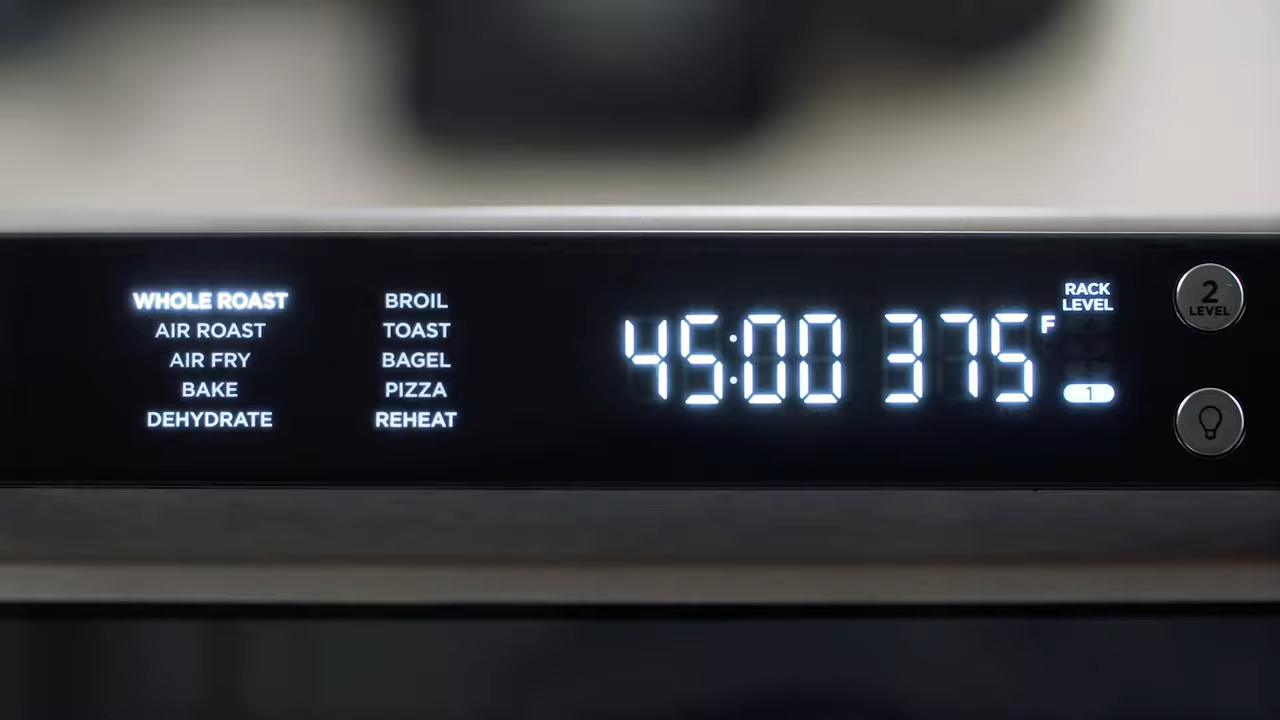 WHOLE ROAST
AIR ROAST
AIR FRY
BAKE
DEHYDRATE
BROIL
TOAST
BAGEL
PIZZA
REHEAT
45:00 375 F
RACK
LEVEL
1
2
LEVEL